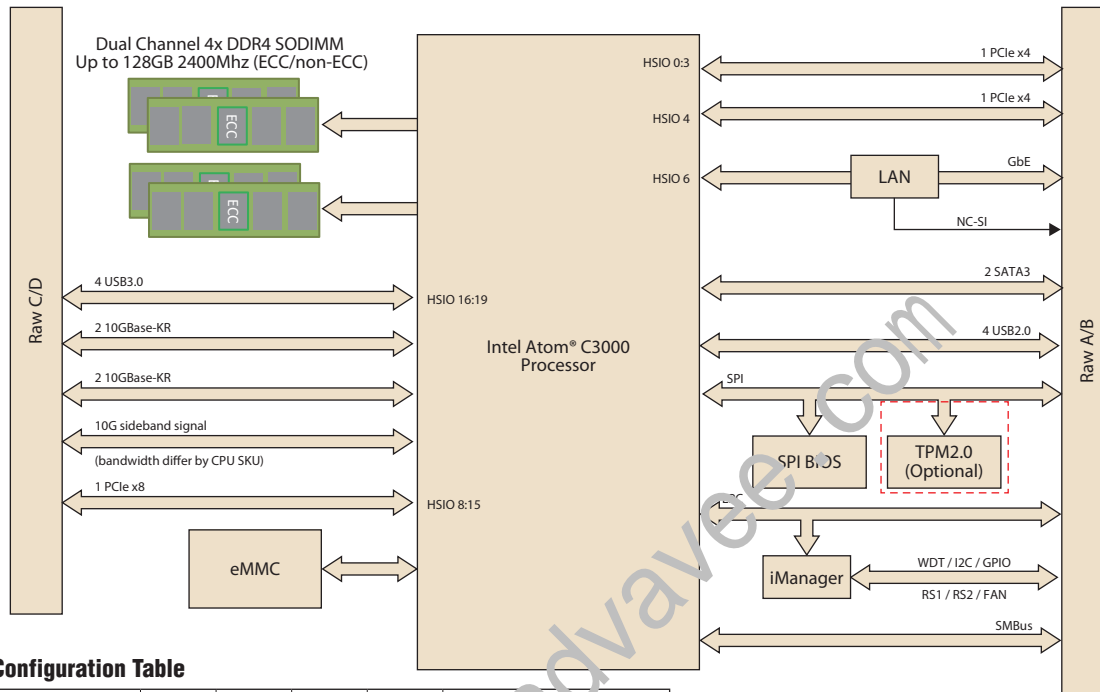 Dual Channel 4x DDR4 SODIMM
Up to 128GB 2400Mhz (ECC/non-ECC)
ECC
ECC
Raw C/D
4 USB3.0
2 10GBase-KR
2 10GBase-KR
10G sideband signal
(bandwidth differ by CPU SKU)
1 PCIe x8
eMMC
HSIO 0:3
HSIO 4
HSIO 6
HSIO 16:19
Intel Atom® C3000
Processor
HSIO 8:15
1 PCIe x4
1 PCIe x4
LAN
GbE
NC-SI
2 SATA3
4 USB2.0
SPI
SPI BIOS
TPM2.0
(Optional)
iManager
WDT / I2C / GPIO
RS1 / RS2 / FAN
SMBus
Raw A/B
Configuration Table